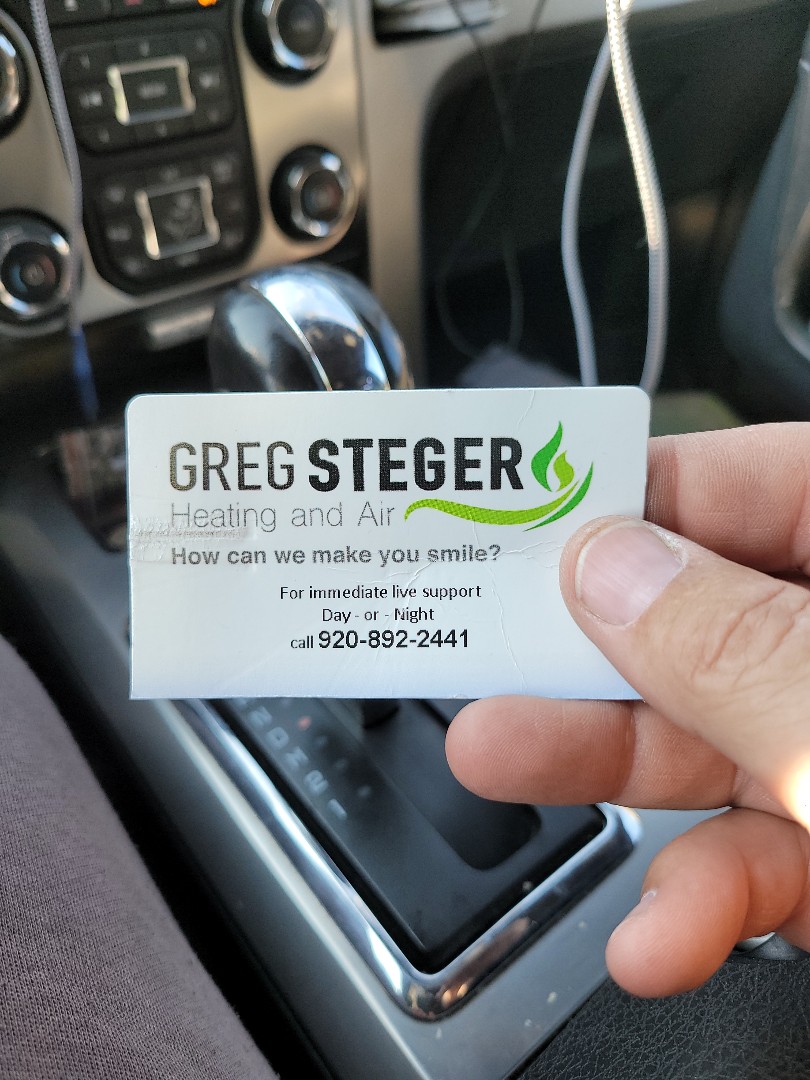 GREG STEGER
Heating and Air
How can we make you smile?
For immediate live support
Day - or - Night
call 920-892-2441